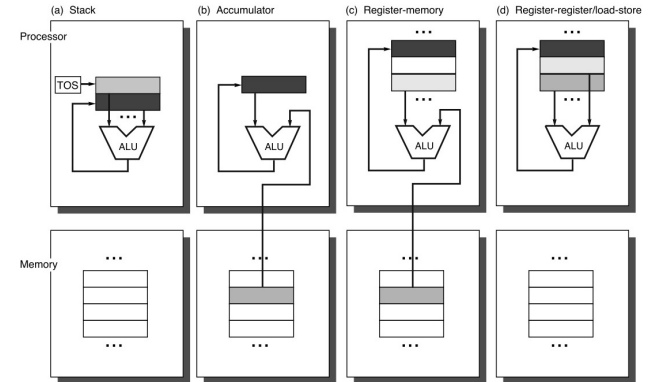 (a) Stack
(b) Accumulator
(c) Register-memory
(d) Register-register/load-store
Processor
TOS
...
ALU
ALU
...
...
ALU
...
...
ALU
Memory
...
...
...
...
...
...
...
...